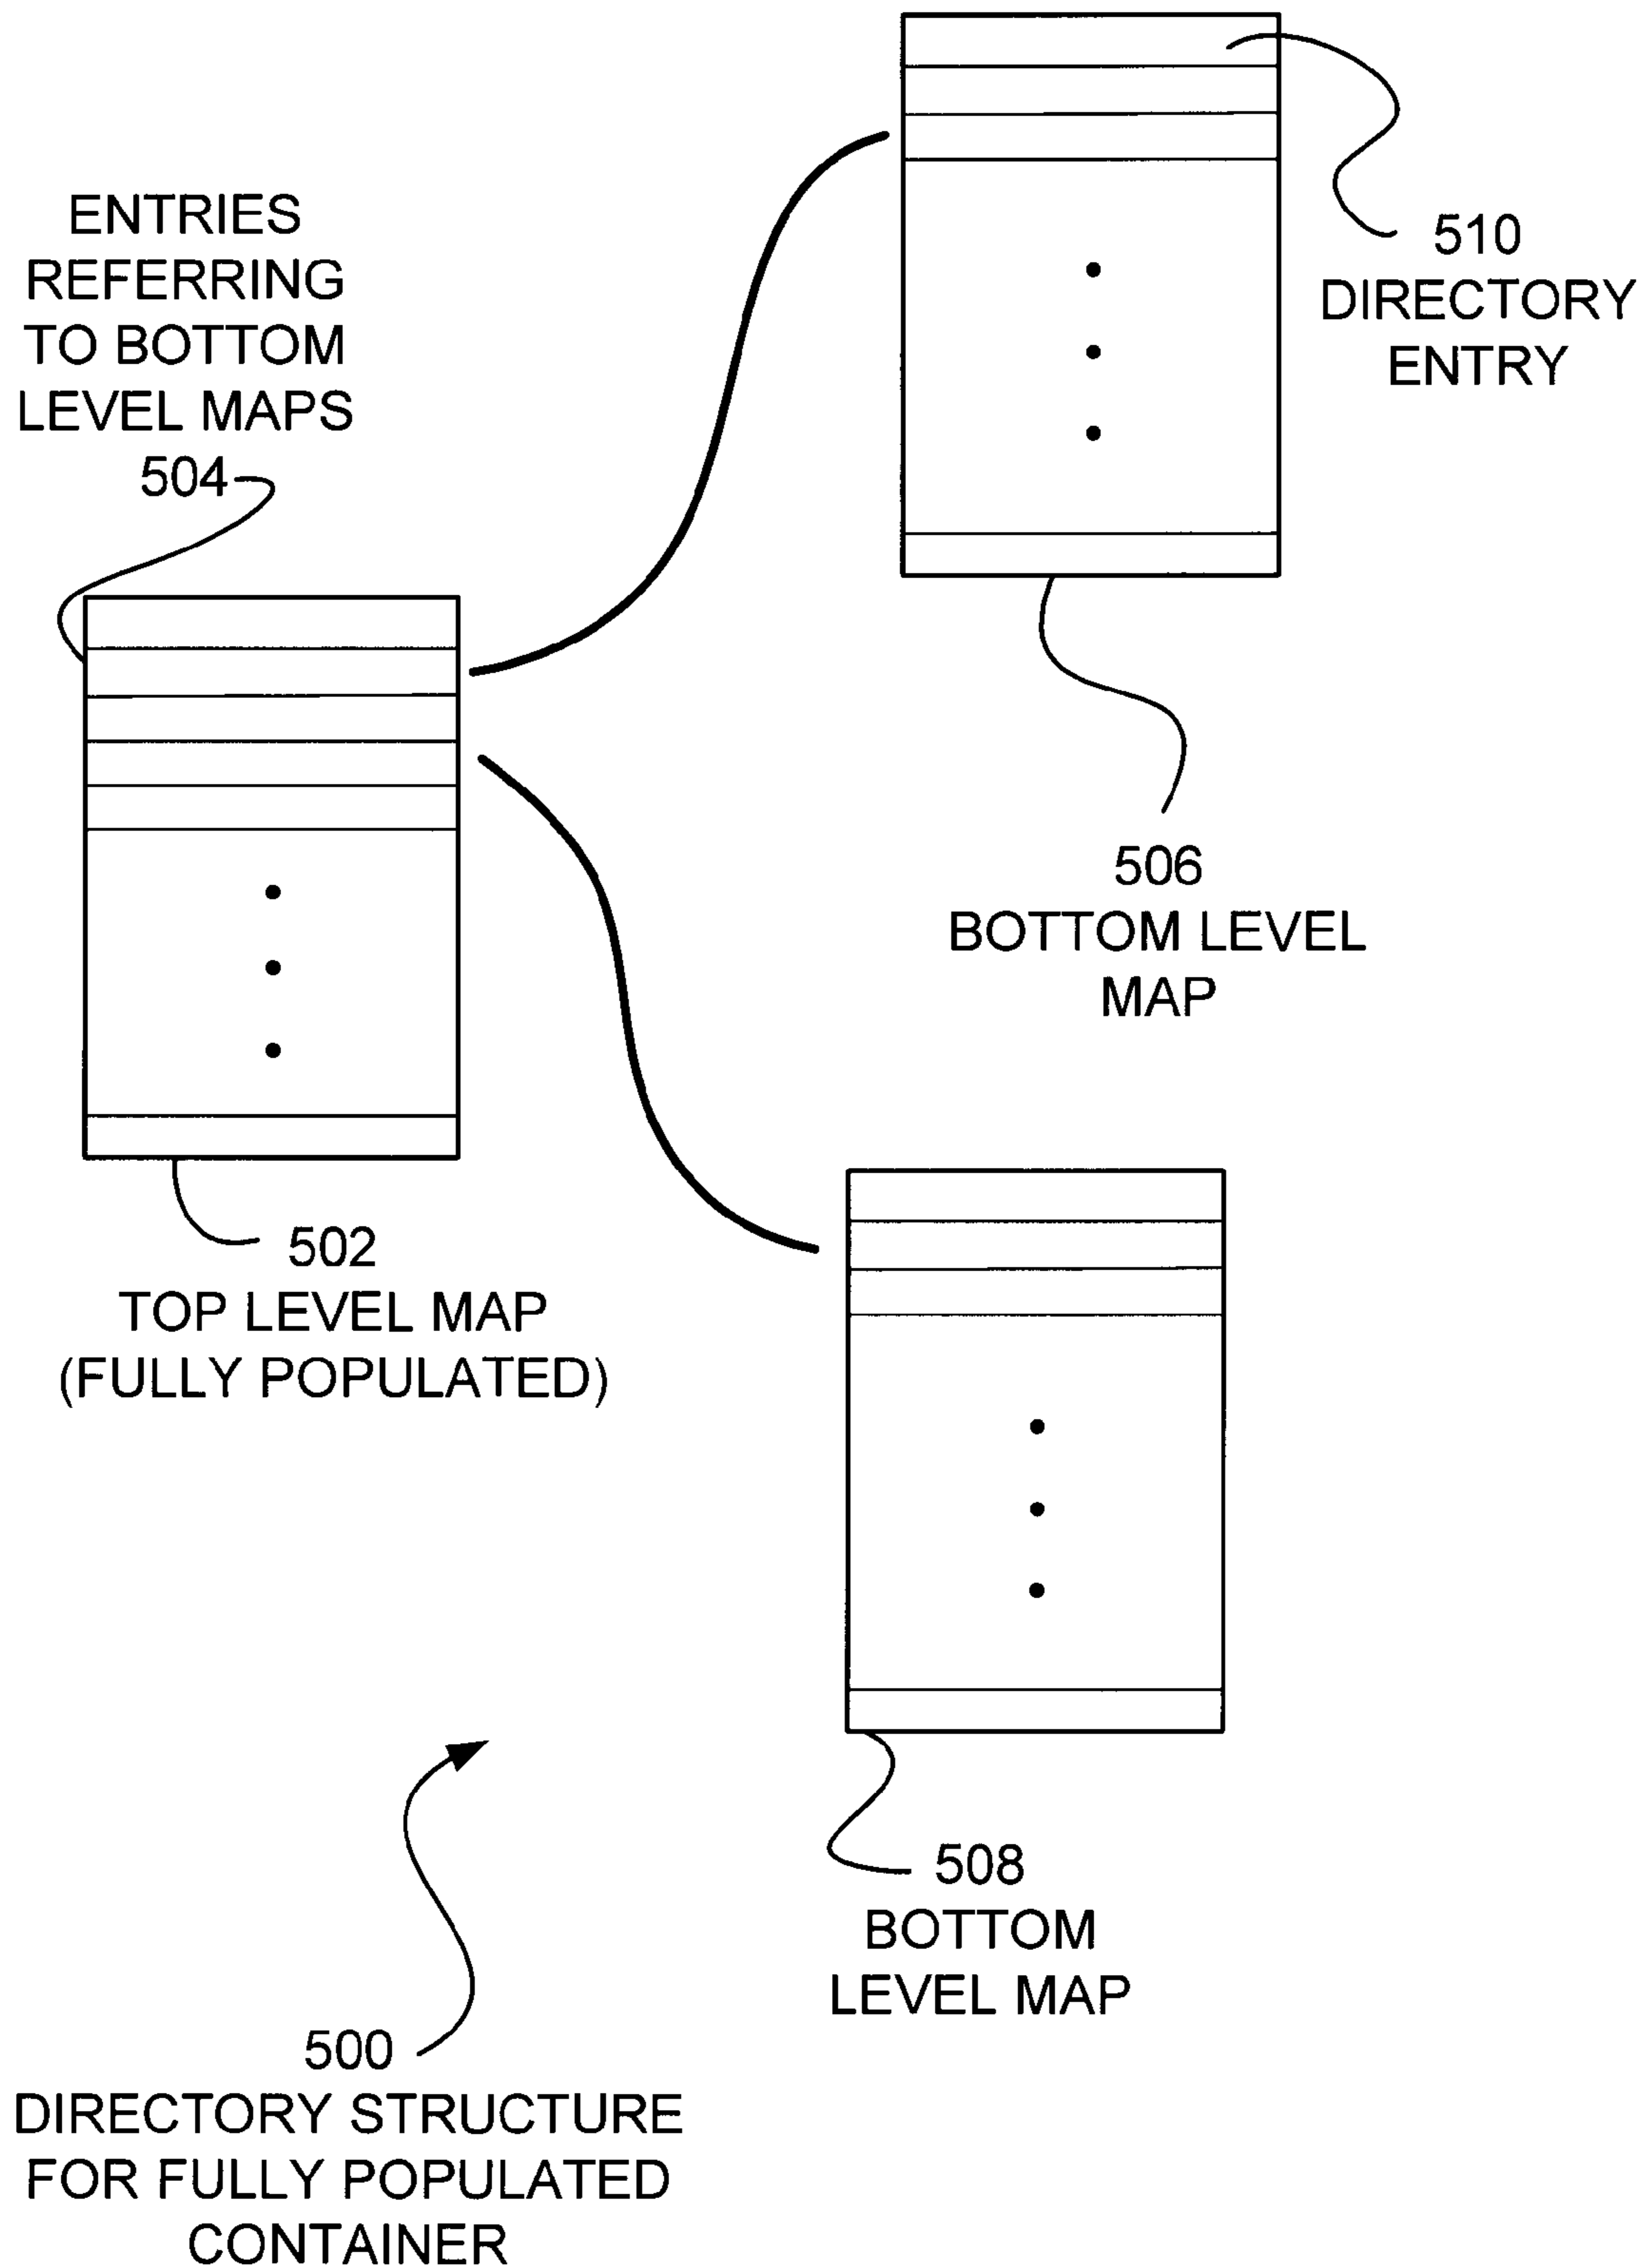 ENTRIES
REFERRING
TO BOTTOM
LEVEL MAPS
504
510
DIRECTORY
ENTRY
506
BOTTOM LEVEL
MAP
502
TOP LEVEL MAP
(FULLY POPULATED)
508
BOTTOM
LEVEL MAP
500
DIRECTORY STRUCTURE
FOR FULLY POPULATED
CONTAINER